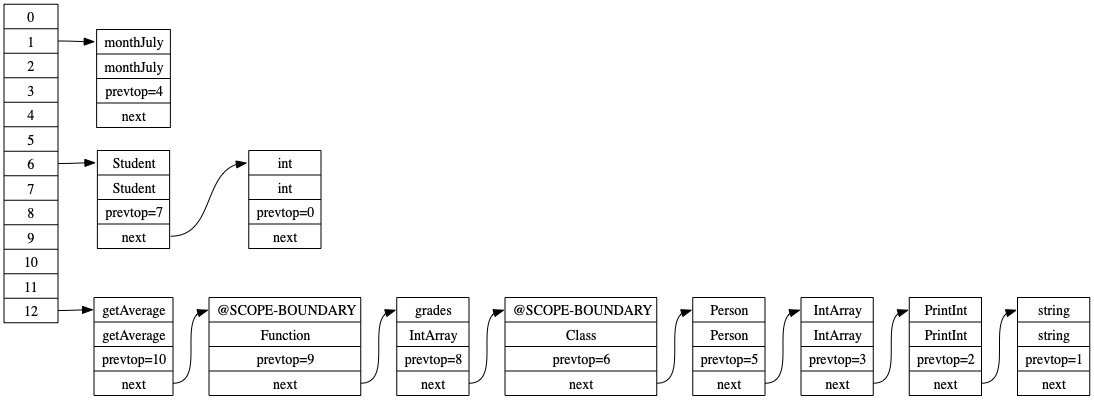 0
1
2
3
4
5
6
7
8
9
10
11
12
monthJuly
monthJuly
prevtop=4
next
Student
Student
prevtop=7
next
int
int
prevtop=0
next
getAverage
getAverage
prevtop=10
next
@SCOPE-BOUNDARY
Function
prevtop=9
next
grades
IntArray
prevtop=8
next
@SCOPE-BOUNDARY
Class
prevtop=6
next
Person
Person
prevtop=5
next
IntArray
IntArray
prevtop=3
next
PrintInt
PrintInt
prevtop=2
next
string
string
prevtop=1
next